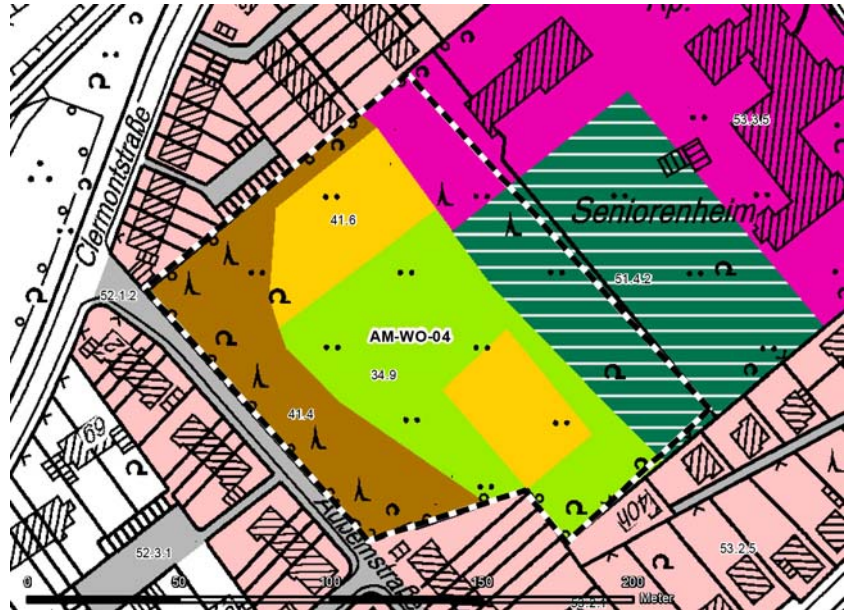 Kp.
53.3.5
Clermontstraße
Seniorenheim
41.6
51.4.2
52.1.2
AM-WO-04
34.9
41.4
69
52.3.1
53.2.5
0 50 100 150 200
Meter